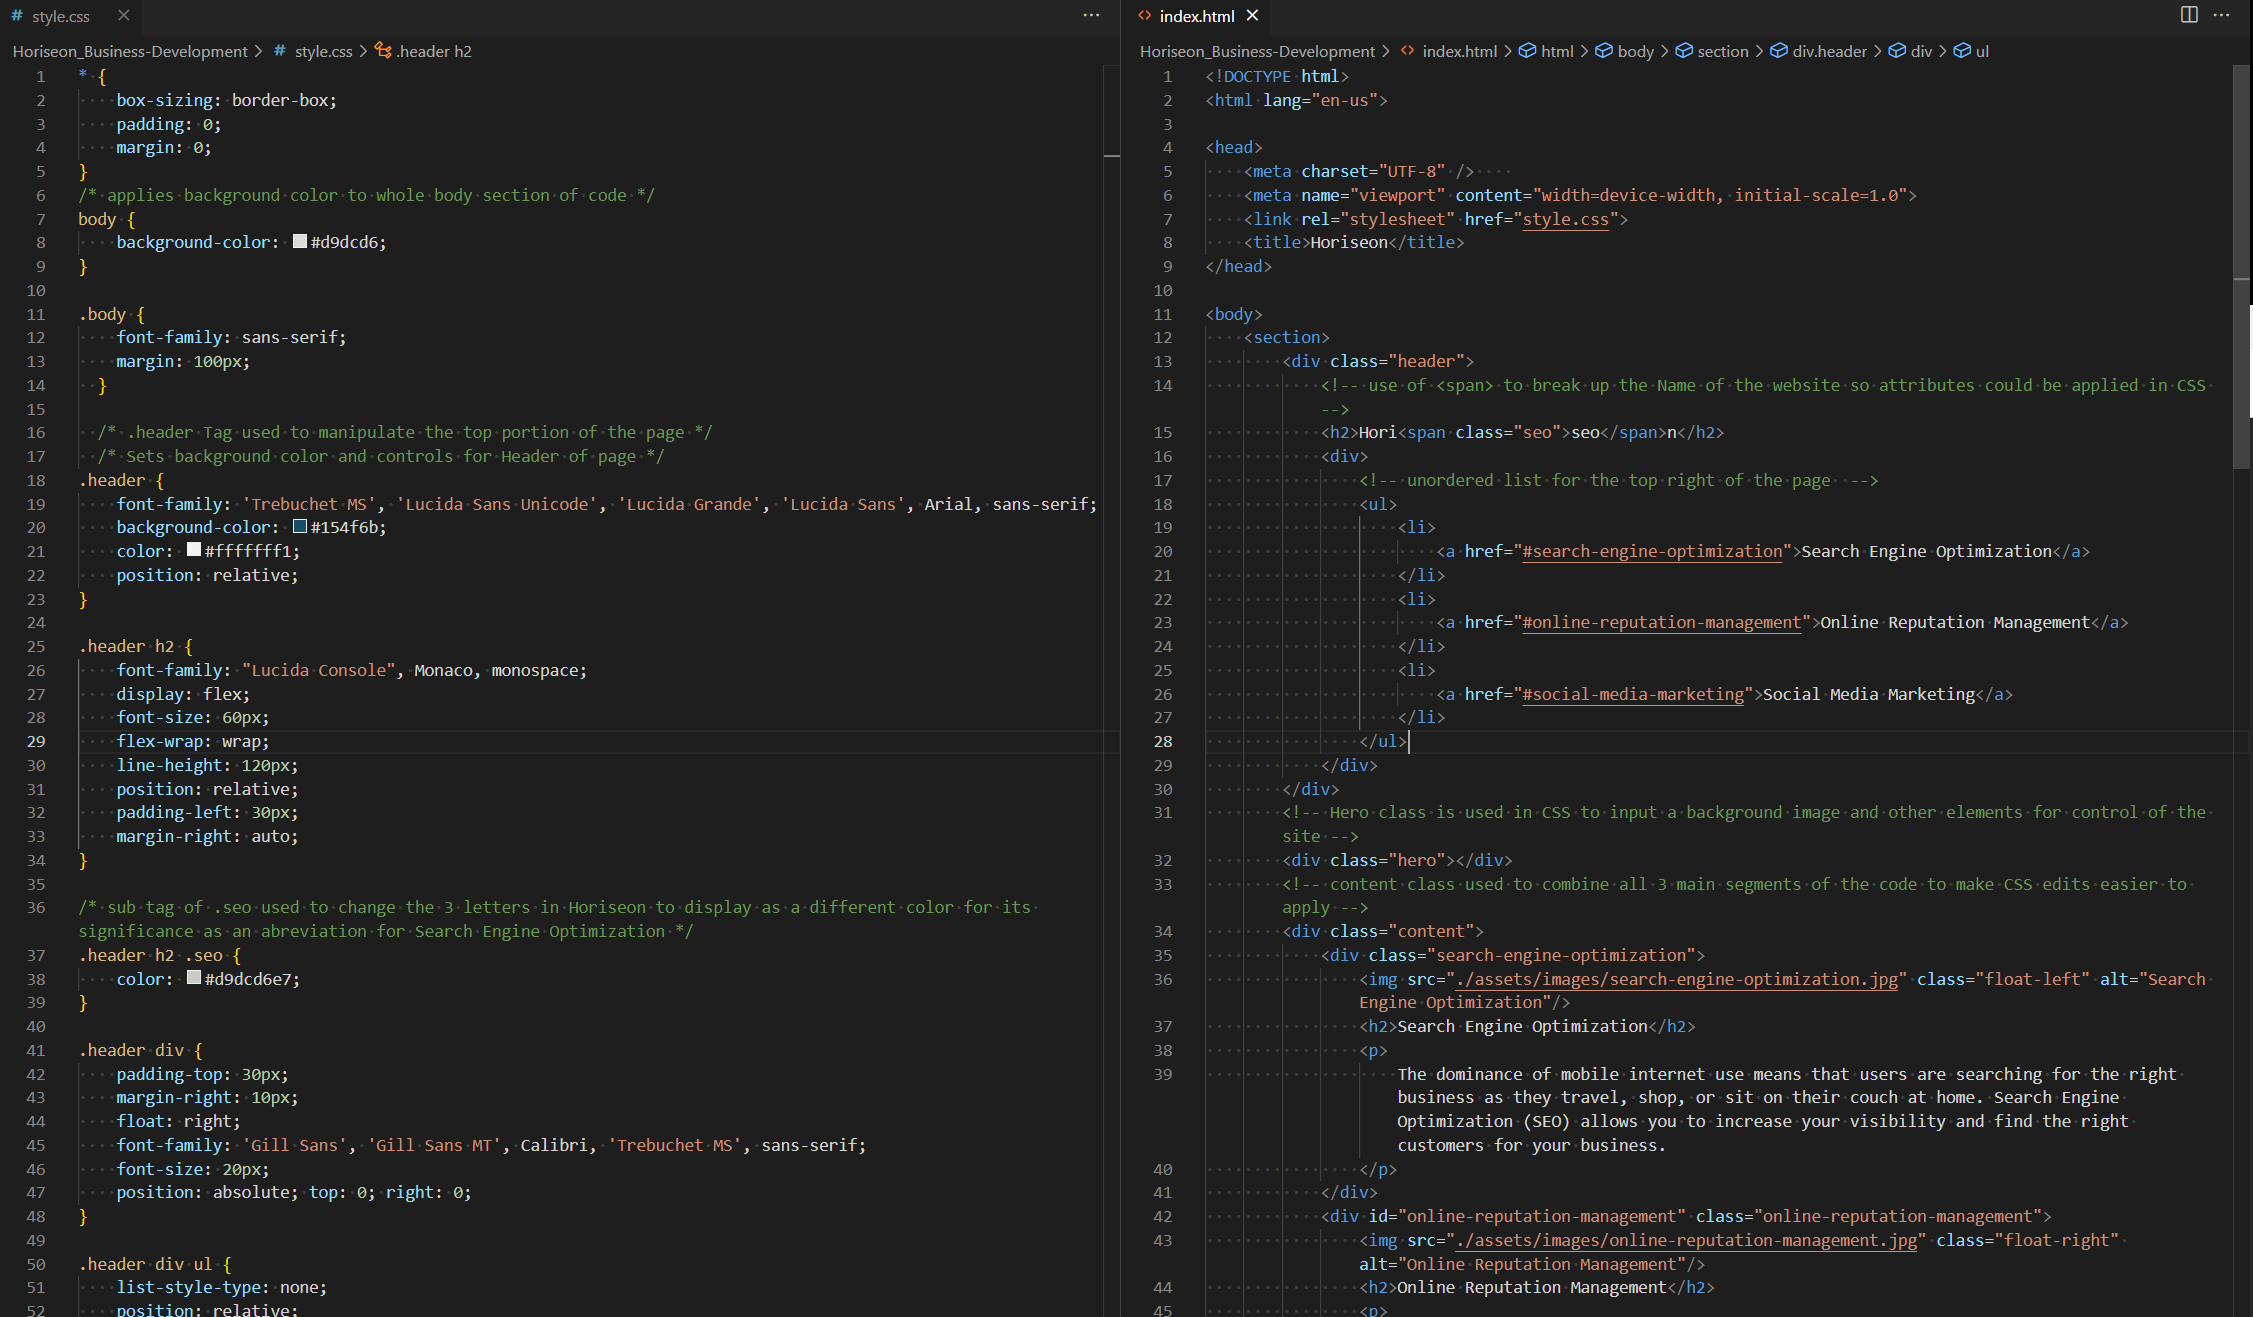 # style.css ×
Horiseon_Business-Development > # style.css > .header h2
1 * {
2 box-sizing: border-box;
3 padding: 0;
4 margin: 0;
5 }
6 /* applies background color to whole body section of code */
7 body {
8 background-color: #d9dcd6;
9 }
10
11 .body {
12 font-family: sans-serif;
13 margin: 100px;
14 }
15
16 /* .header Tag used to manipulate the top portion of the page */
17 /* Sets background color and controls for Header of page */
18 .header {
19 font-family: 'Trebuchet MS', 'Lucida Sans Unicode', 'Lucida Grande', 'Lucida Sans', Arial, sans-serif;
20 background-color: #154f6b;
21 color: #fffffff1;
22 position: relative;
23 }
24
25 .header h2 {
26 font-family: "Lucida Console", Monaco, monospace;
27 display: flex;
28 font-size: 60px;
29 flex-wrap: wrap;
30 line-height: 120px;
31 position: relative;
32 padding-left: 30px;
33 margin-right: auto;
34 }
35
36 /* sub tag of .seo used to change the 3 letters in Horiseon to display as a different color for its
significance as an abreviation for Search Engine Optimization */
37 .header h2 .seo {
38 color: #d9dcd6e7;
39 }
40
41 .header div {
42 padding-top: 30px;
43 margin-right: 10px;
44 float: right;
45 font-family: 'Gill Sans', 'Gill Sans MT', Calibri, 'Trebuchet MS', sans-serif;
46 font-size: 20px;
47 position: absolute; top: 0; right: 0;
48 }
49
50 .header div ul {
51 list-style-type: none;
52 position: relative;
<> index.html ×
Horiseon_Business-Development > <> index.html > html > body > section > div.header > div > ul
1 <!DOCTYPE html>
2 <html lang="en-us">
3
4 <head>
5 <meta charset="UTF-8" />
6 <meta name="viewport" content="width=device-width, initial-scale=1.0">
7 <link rel="stylesheet" href="style.css">
8 <title>Horiseon</title>
9 </head>
10
11 <body>
12 <section>
13 <div class="header">
14 <!-- use of <span> to break up the Name of the website so attributes could be applied in CSS
-->
15 <h2>Hori<span class="seo">seo</span>n</h2>
16 <div>
17 <!-- unordered list for the top right of the page -->
18 <ul>
19 <li>
20 <a href="#search-engine-optimization">Search Engine Optimization</a>
21 </li>
22 <li>
23 <a href="#online-reputation-management">Online Reputation Management</a>
24 </li>
25 <li>
26 <a href="#social-media-marketing">Social Media Marketing</a>
27 </li>
28 </ul>
29 </div>
30 </div>
31 <!-- Hero class is used in CSS to input a background image and other elements for control of the
site -->
32 <div class="hero"></div>
33 <!-- content class used to combine all 3 main segments of the code to make CSS edits easier to
apply -->
34 <div class="content">
35 <div class="search-engine-optimization">
36 <img src="./assets/images/search-engine-optimization.jpg" class="float-left" alt="Search
Engine Optimization"/>
37 <h2>Search Engine Optimization</h2>
38 <p>
39 The dominance of mobile internet use means that users are searching for the right
business as they travel, shop, or sit on their couch at home. Search Engine
Optimization (SEO) allows you to increase your visibility and find the right
customers for your business.
40 </p>
41 </div>
42 <div id="online-reputation-management" class="online-reputation-management">
43 <img src="./assets/images/online-reputation-management.jpg" class="float-right"
alt="Online Reputation Management"/>
44 <h2>Online Reputation Management</h2>
45 <p>